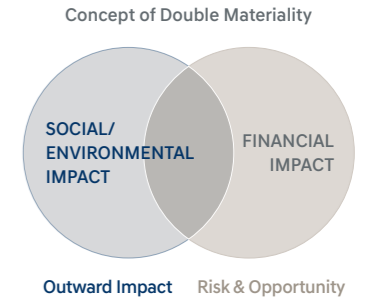 Concept of Double Materiality
SOCIAL/
ENVIRONMENTAL
IMPACT
FINANCIAL
IMPACT
Outward Impact
Risk & Opportunity